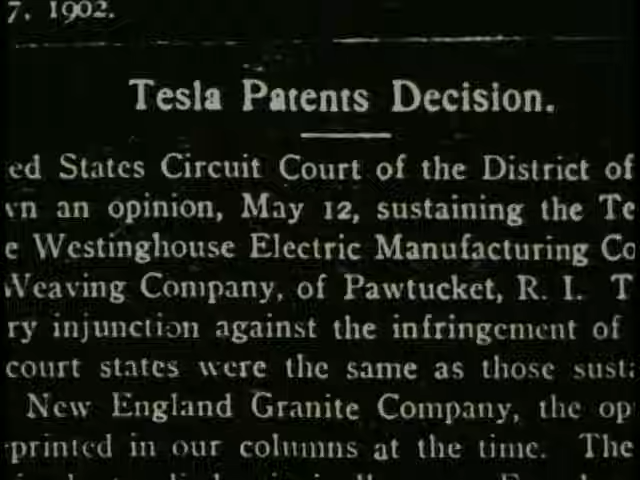 7, 1902.
Tesla Patents Decision.
ed States Circuit Court of the District of
vn an opinion, May 12, sustaining the Te
e Westinghouse Electric Manufacturing Co
Weaving Company, of Pawtucket, R. I. T
ry injunction against the infringement of
court states were the same as those susta
New England Granite Company, the op
printed in our columns at the time. The